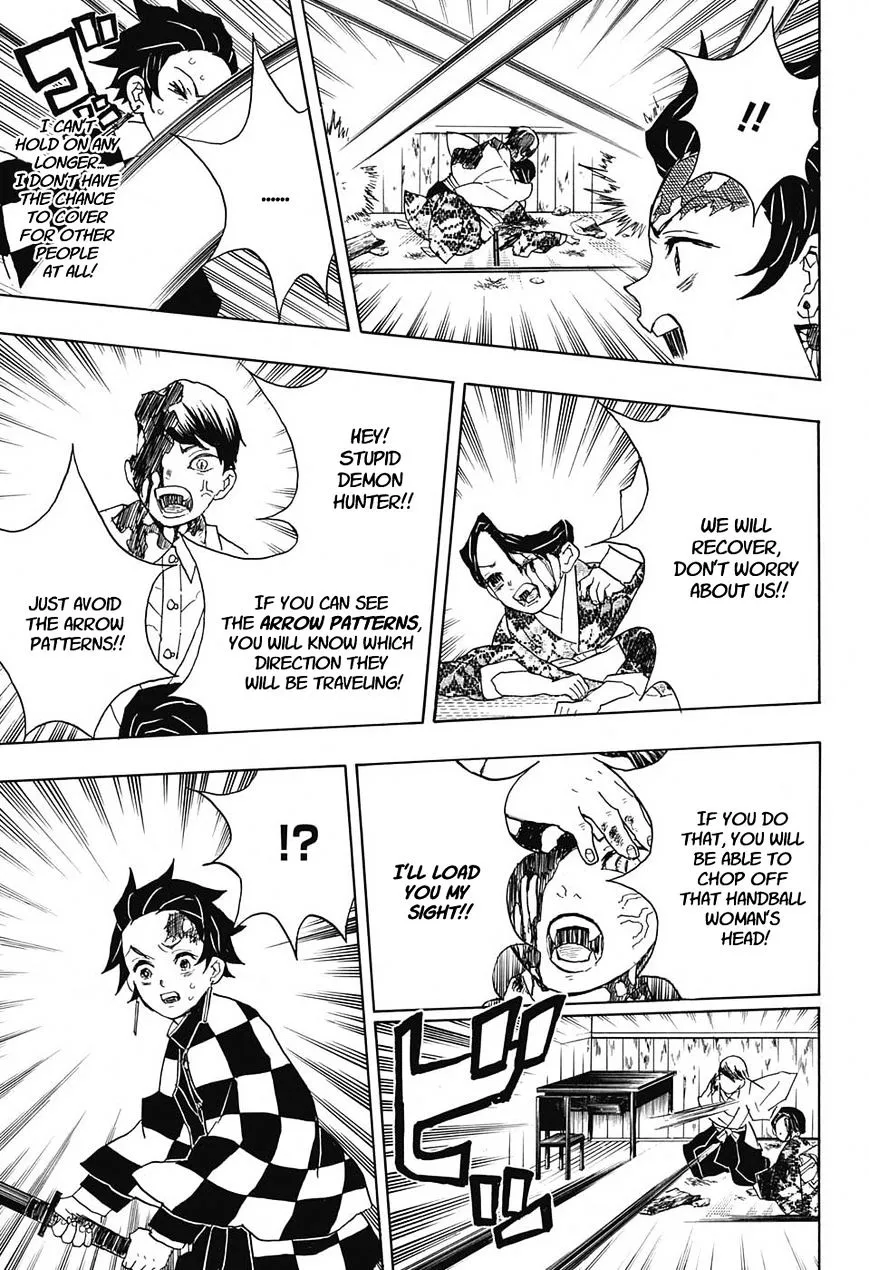 !!
......
I CAN'T
HOLD ON ANY
LONGER...
I DON'T HAVE
THE CHANCE
TO COVER
FOR OTHER
PEOPLE
AT ALL!
WE WILL
RECOVER,
DON'T WORRY
ABOUT US!!
HEY!
STUPID
DEMON
HUNTER!!
IF YOU CAN SEE
THE ARROW PATTERNS,
YOU WILL KNOW WHICH
DIRECTION THEY
WILL BE TRAVELING!
JUST AVOID
THE ARROW
PATTERNS!!
IF YOU DO
THAT, YOU WILL
BE ABLE TO
CHOP OFF
THAT HANDBALL
WOMAN'S
HEAD!
I'LL LOAD
YOU MY
SIGHT!!
ビッ
!?